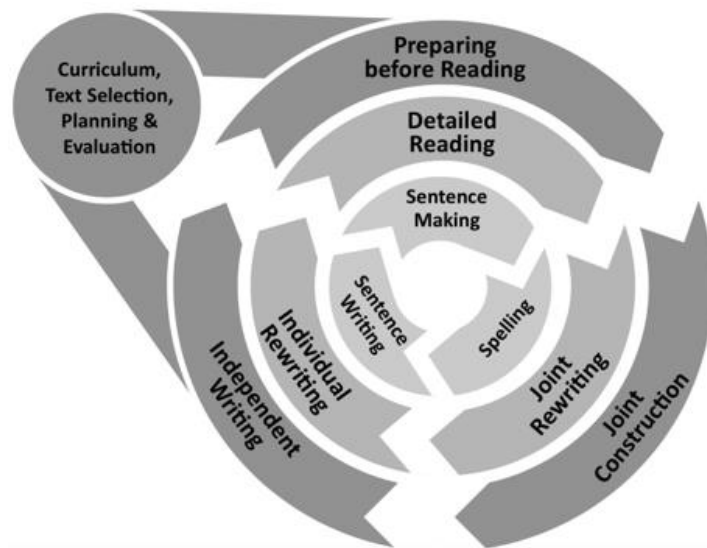 Curriculum,
Text Selection,
Planning &
Evaluation
Preparing
before Reading
Detailed
Reading
Sentence
Making
Spelling
Sentence
Writing
Joint
Rewriting
Individual
Rewriting
Joint
Construction
Independent
Writing